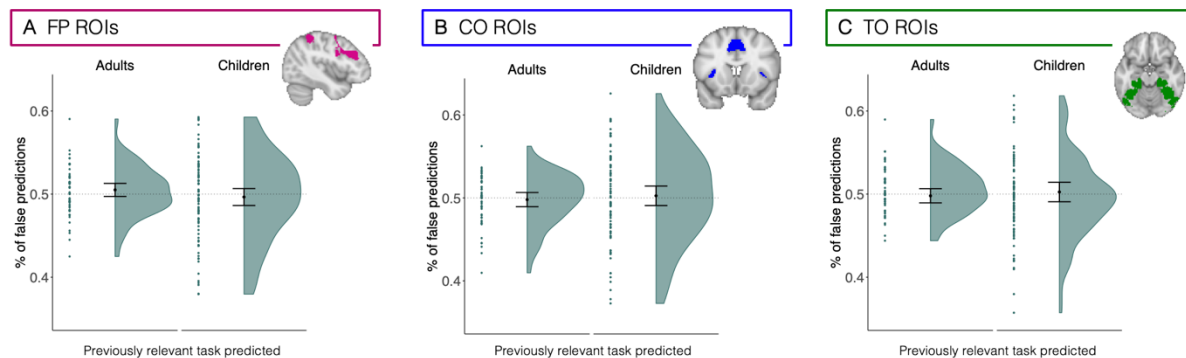 A FP ROIs
Adults
Children
% of false predictions
0.6
0.5
0.4
Previously relevant task predicted
B CO ROIs
Adults
Children
% of false predictions
0.6
0.5
0.4
Previously relevant task predicted
C TO ROIs
Adults
Children
% of false predictions
0.6
0.5
0.4
Previously relevant task predicted